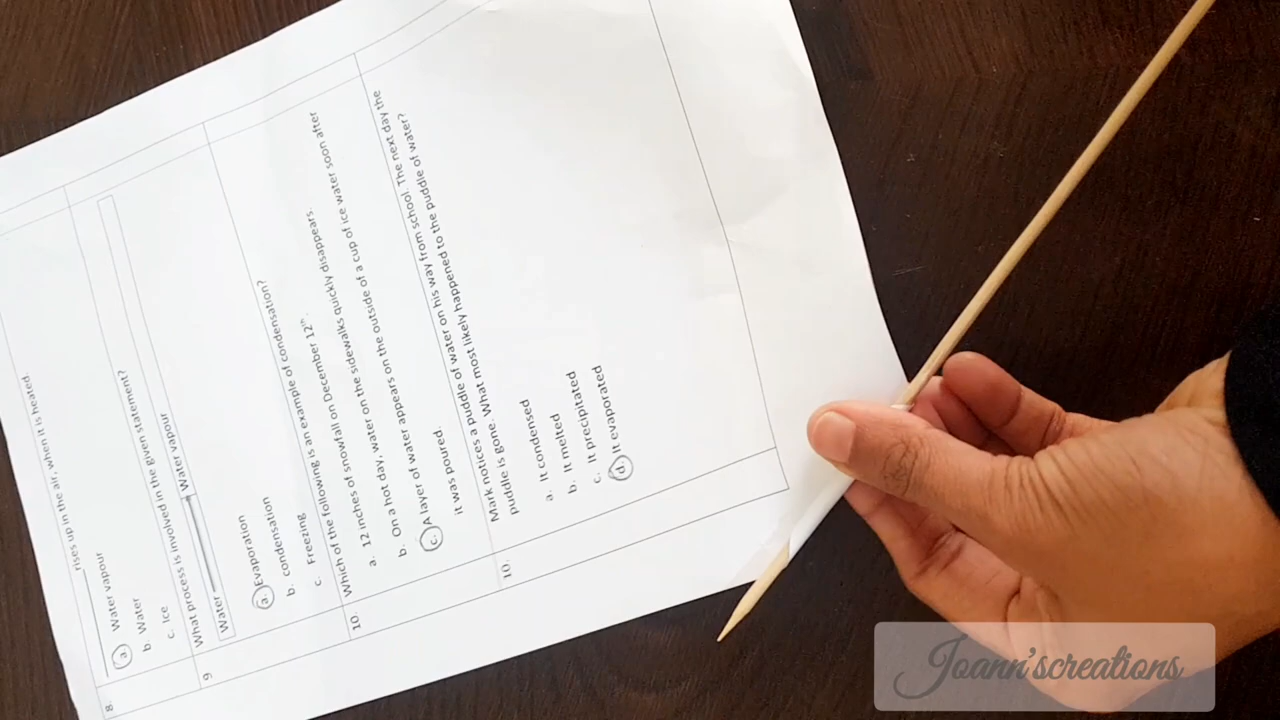 8.
rises up in the air, when it is heated.
a. Water vapour
b. Water
c. Ice
9
What process is involved in the given statement?
Water Water vapour
a. Evaporation
b condensation
c Freezing
10. Which of the following is an example of condensation?
a. 12 inches of snowfall on December 12th.
b. On a hot day, water on the sidewalks quickly disappears.
c. A layer of water appears on the outside of a cup of ice water soon after
it was poured.
10. Mark notices a puddle of water on his way from school. The next day the
puddle is gone. What most likely happened to the puddle of water?
a. It condensed
b. It melted
c. It precipitated
d. It evaporated
Joann'screations